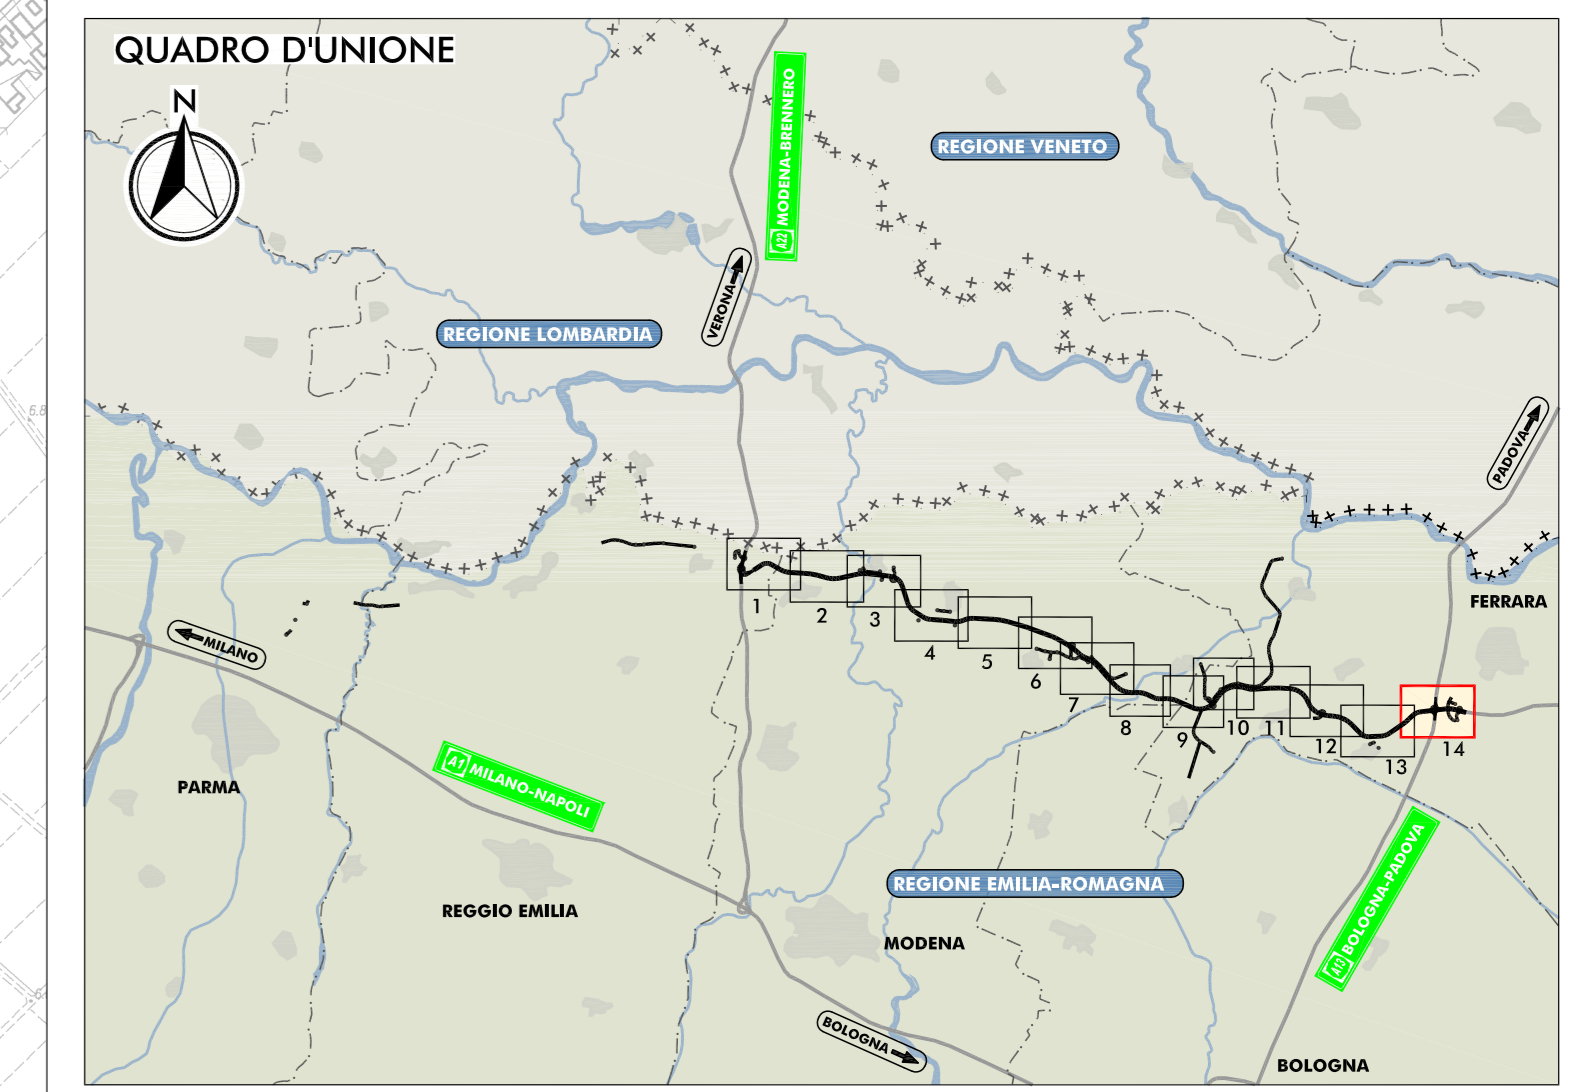 QUADRO D'UNIONE
N
A22 MODENA-BRENNERO
REGIONE VENETO
VERONA
REGIONE LOMBARDIA
6.8
PADOVA
FERRARA
MILANO
1
2
3
4
5
6
7
8
9
10
11
12
13
14
A1 MILANO-NAPOLI
PARMA
A13 BOLOGNA-PADOVA
REGIONE EMILIA-ROMAGNA
REGGIO EMILIA
MODENA
BOLOGNA
BOLOGNA